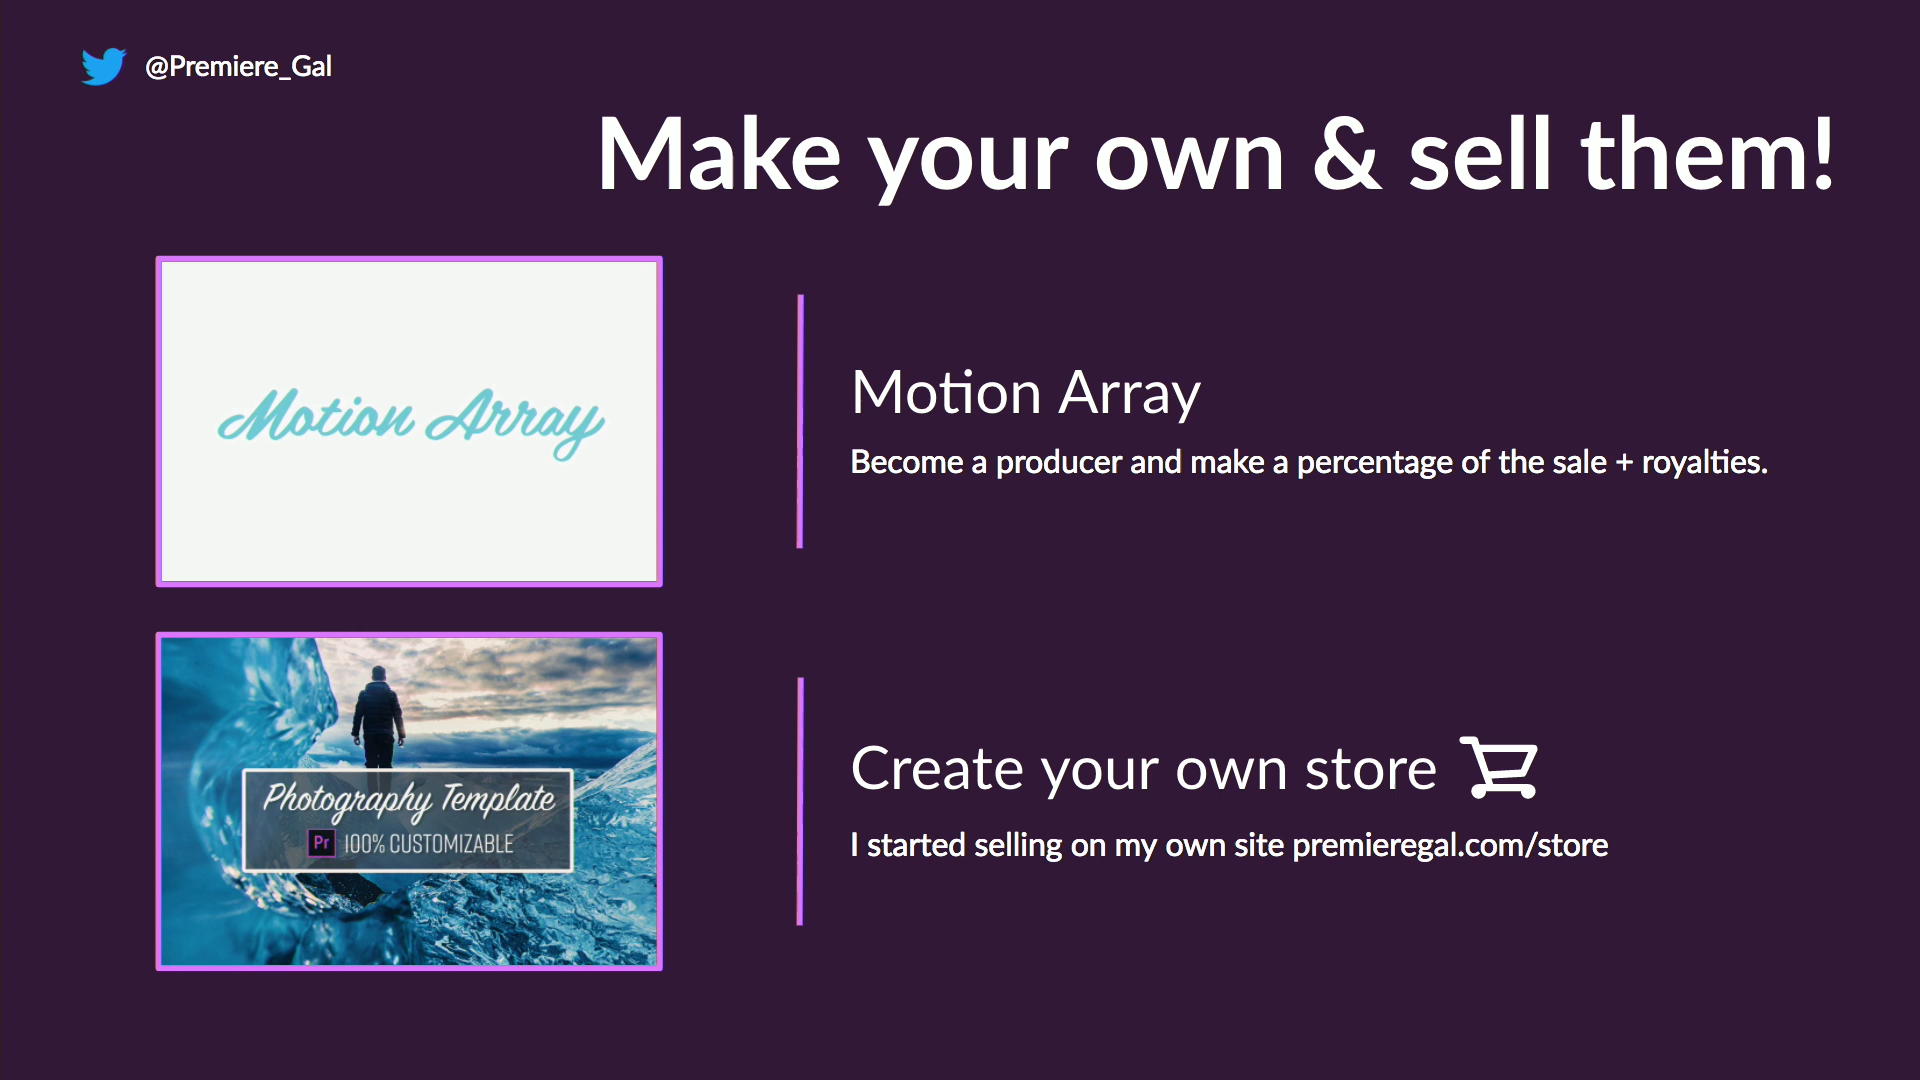 @Premiere_Gal
Make your own & sell them!
Motion Array
Motion Array
Become a producer and make a percentage of the sale + royalties.
Photography Template
Pr 100% CUSTOMIZABLE
Create your own store
I started selling on my own site premieregal.com/store